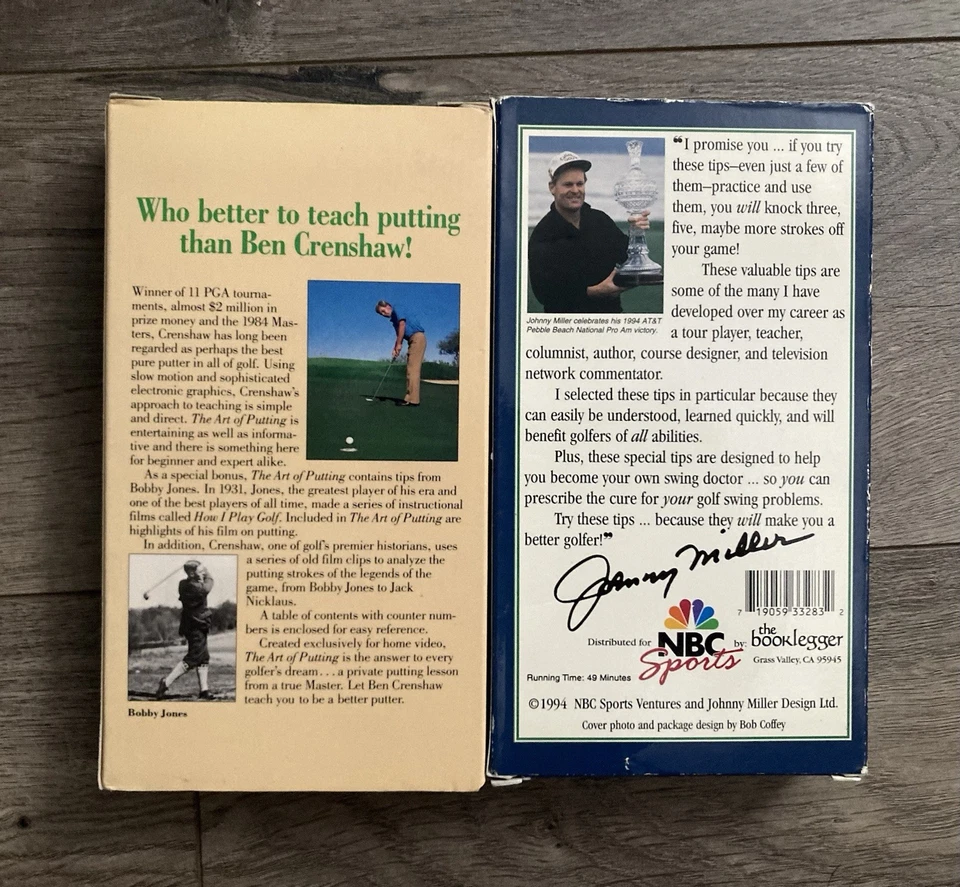 Who better to teach putting
than Ben Crenshaw!
Winner of 11 PGA tourna-
ments, almost $2 million in
prize money and the 1984 Mas-
ters, Crenshaw has long been
regarded as perhaps the best
pure putter in all of golf. Using
slow motion and sophisticated
electronic graphics, Crenshaw's
approach to teaching is simple
and direct. The Art of Putting is
entertaining as well as informa-
tive and there is something here
for beginner and expert alike.
As a special bonus, The Art of Putting contains tips from
Bobby Jones. In 1931, Jones, the greatest player of his era and
one of the best players of all time, made a series of instructional
films called How I Play Golf. Included in The Art of Putting are
highlights of his film on putting.
In addition, Crenshaw, one of golf's premier historians, uses
a series of old film clips to analyze the
putting strokes of the legends of the
game, from Bobby Jones to Jack
Nicklaus.
A table of contents with counter num-
bers is enclosed for easy reference.
Created exclusively for home video,
The Art of Putting is the answer to every
golfer's dream...a private putting lesson
from a true Master. Let Ben Crenshaw
teach you to be a better putter.
Bobby Jones
"I promise you ... if you try
these tips—even just a few of
them—practice and use
them, you will knock three,
five, maybe more strokes off
your game!
These valuable tips are
some of the many I have
developed over my career as
a tour player, teacher,
Johnny Miller celebrates his 1994 AT&T
Pebble Beach National Pro Am victory.
columnist, author, course designer, and television
network commentator.
I selected these tips in particular because they
can easily be understood, learned quickly, and will
benefit golfers of all abilities.
Plus, these special tips are designed to help
you become your own swing doctor ... so you can
prescribe the cure for your golf swing problems.
Try these tips ... because they will make you a
better golfer!"
Johnny Miller
7 19059 33283 2
Distributed for NBC Sports by: the booklegger
Grass Valley, CA 95945
Running Time: 49 Minutes
©1994 NBC Sports Ventures and Johnny Miller Design Ltd.
Cover photo and package design by Bob Coffey